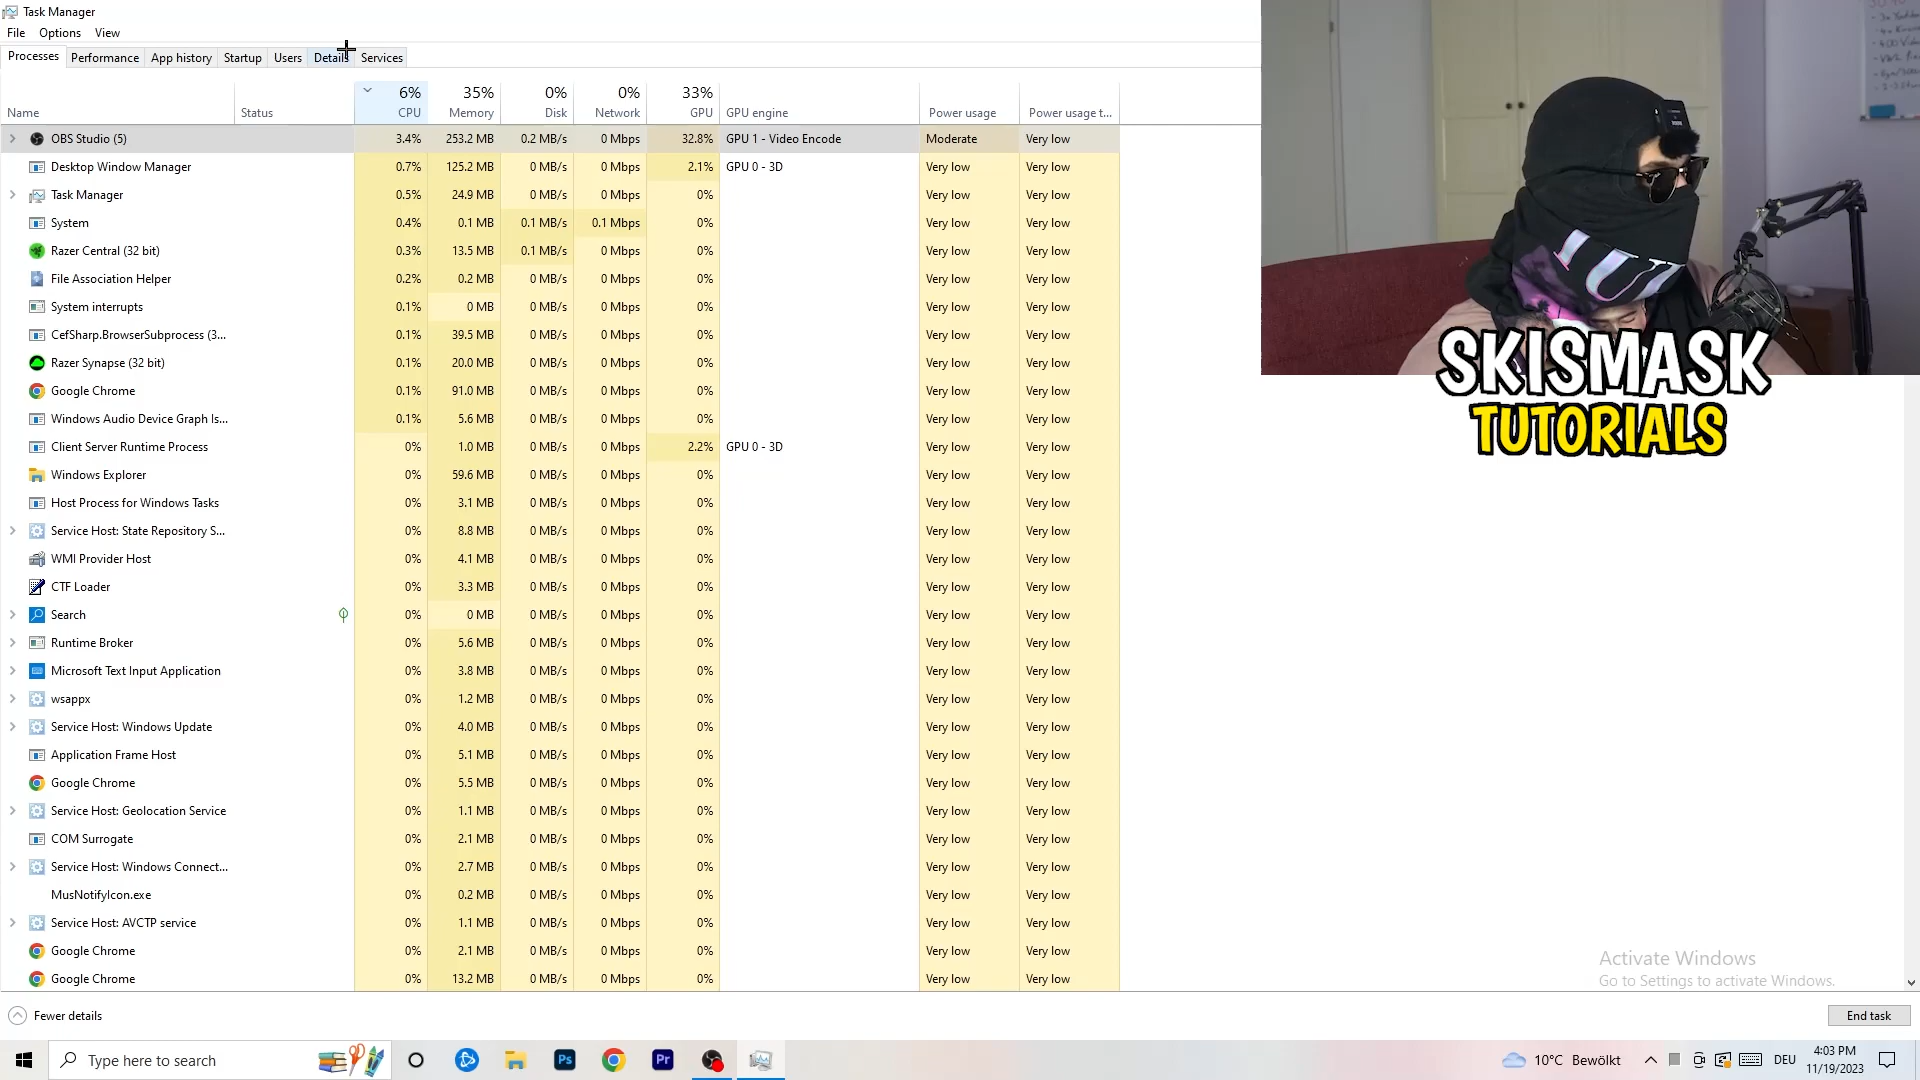 Task Manager
File Options View
Processes Performance App history Startup Users Details Services
6% 35% 0% 0% 33%
Name Status CPU Memory Disk Network GPU GPU engine Power usage Power usage t...
OBS Studio (5) 3.4% 253.2 MB 0.2 MB/s 0 Mbps 32.8% GPU 1 - Video Encode Moderate Very low
Desktop Window Manager 0.7% 125.2 MB 0 MB/s 0 Mbps 2.1% GPU 0 - 3D Very low Very low
Task Manager 0.5% 24.9 MB 0 MB/s 0 Mbps 0% Very low Very low
System 0.4% 0.1 MB 0.1 MB/s 0.1 Mbps 0% Very low Very low
Razer Central (32 bit) 0.3% 13.5 MB 0.1 MB/s 0 Mbps 0% Very low Very low
File Association Helper 0.2% 0.2 MB 0 MB/s 0 Mbps 0% Very low Very low
System interrupts 0.1% 0 MB 0 MB/s 0 Mbps 0% Very low Very low
CefSharp.BrowserSubprocess (3... 0.1% 39.5 MB 0 MB/s 0 Mbps 0% Very low Very low
Razer Synapse (32 bit) 0.1% 20.0 MB 0 MB/s 0 Mbps 0% Very low Very low
Google Chrome 0.1% 91.0 MB 0 MB/s 0 Mbps 0% Very low Very low
Windows Audio Device Graph Is... 0.1% 5.6 MB 0 MB/s 0 Mbps 0% Very low Very low
Client Server Runtime Process 0% 1.0 MB 0 MB/s 0 Mbps 2.2% GPU 0 - 3D Very low Very low
Windows Explorer 0% 59.6 MB 0 MB/s 0 Mbps 0% Very low Very low
Host Process for Windows Tasks 0% 3.1 MB 0 MB/s 0 Mbps 0% Very low Very low
Service Host: State Repository S... 0% 8.8 MB 0 MB/s 0 Mbps 0% Very low Very low
WMI Provider Host 0% 4.1 MB 0 MB/s 0 Mbps 0% Very low Very low
CTF Loader 0% 3.3 MB 0 MB/s 0 Mbps 0% Very low Very low
Search 0% 0 MB 0 MB/s 0 Mbps 0% Very low Very low
Runtime Broker 0% 5.6 MB 0 MB/s 0 Mbps 0% Very low Very low
Microsoft Text Input Application 0% 3.8 MB 0 MB/s 0 Mbps 0% Very low Very low
wsappx 0% 1.2 MB 0 MB/s 0 Mbps 0% Very low Very low
Service Host: Windows Update 0% 4.0 MB 0 MB/s 0 Mbps 0% Very low Very low
Application Frame Host 0% 5.1 MB 0 MB/s 0 Mbps 0% Very low Very low
Google Chrome 0% 5.5 MB 0 MB/s 0 Mbps 0% Very low Very low
Service Host: Geolocation Service 0% 1.1 MB 0 MB/s 0 Mbps 0% Very low Very low
COM Surrogate 0% 2.1 MB 0 MB/s 0 Mbps 0% Very low Very low
Service Host: Windows Connect... 0% 2.7 MB 0 MB/s 0 Mbps 0% Very low Very low
MusNotifyIcon.exe 0% 0.2 MB 0 MB/s 0 Mbps 0% Very low Very low
Service Host: AVCTP service 0% 1.1 MB 0 MB/s 0 Mbps 0% Very low Very low
Google Chrome 0% 2.1 MB 0 MB/s 0 Mbps 0% Very low Very low
Google Chrome 0% 13.2 MB 0 MB/s 0 Mbps 0% Very low Very low
SKISMASK
TUTORIALS
Activate Windows
Go to Settings to activate Windows.
Fewer details End task
Type here to search Ps Pr 10°C Bewölkt DEU 4:03 PM
11/19/2023